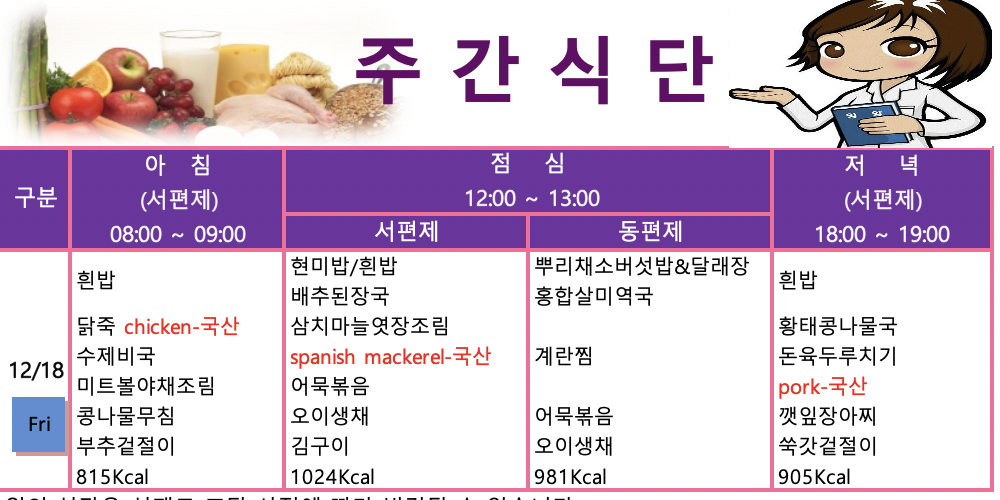 주간식단
구분
아 침
(서편제)
08:00 ~ 09:00
점 심
12:00 ~ 13:00
서편제
동편제
저 녁
(서편제)
18:00 ~ 19:00
12/18
Fri
흰밥
닭죽 chicken-국산
수제비국
미트볼야채조림
콩나물무침
부추겉절이
815Kcal
현미밥/흰밥
배추된장국
삼치마늘엿장조림
spanish mackerel-국산
어묵볶음
오이생채
김구이
1024Kcal
뿌리채소버섯밥&달래장
홍합살미역국
계란찜
어묵볶음
오이생채
981Kcal
흰밥
황태콩나물국
돈육두루치기
pork-국산
깻잎장아찌
쑥갓겉절이
905Kcal